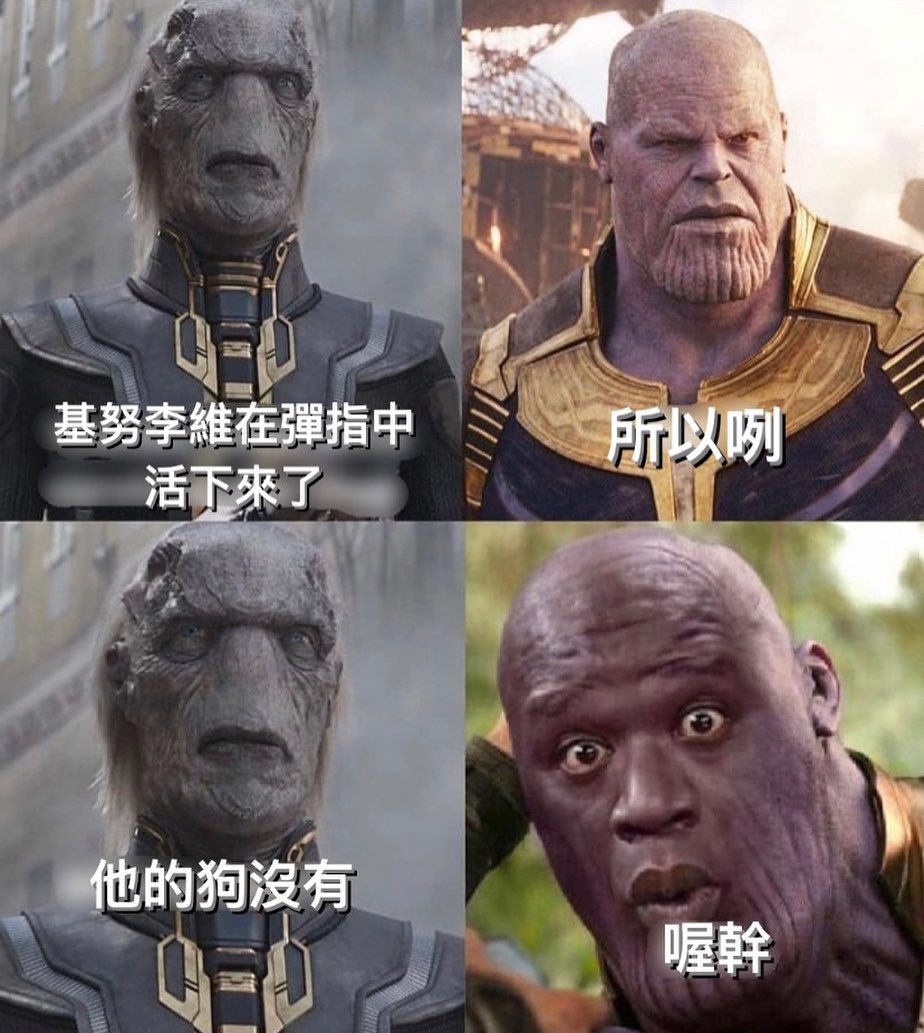 基努李維在彈指中
活下來了
所以咧
他的狗沒有
喔幹